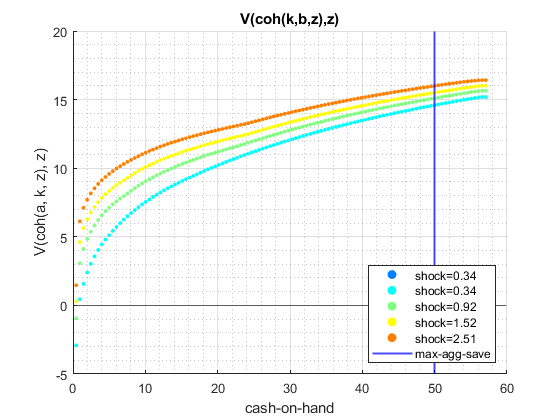 V(coh(k,b,z),z)
20
15
10
5
0
-5
V(coh(a, k, z), z)
0
10
20
30
40
50
60
cash-on-hand
shock=0.34
shock=0.34
shock=0.92
shock=1.52
shock=2.51
max-agg-save